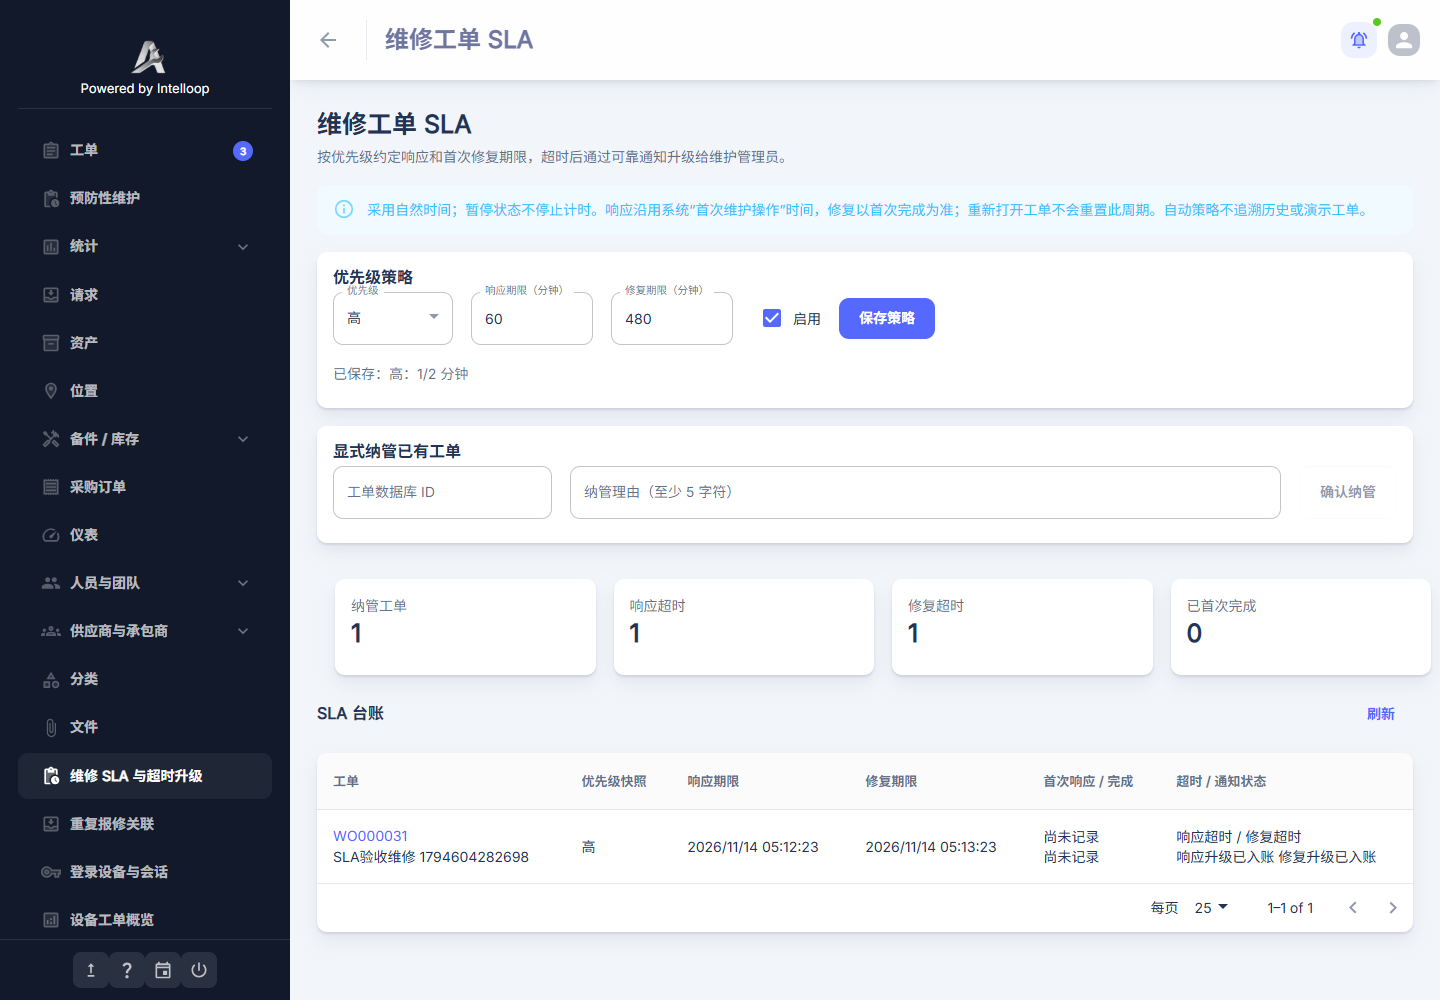 Powered by Intelloop
工单
3
预防性维护
统计
请求
资产
位置
备件 / 库存
采购订单
仪表
人员与团队
供应商与承包商
分类
文件
维修 SLA 与超时升级
重复报修关联
登录设备与会话
设备工单概览
维修工单 SLA
维修工单 SLA
按优先级约定响应和首次修复期限，超时后通过可靠通知升级给维护管理员。
采用自然时间；暂停状态不停止计时。响应沿用系统“首次维护操作”时间，修复以首次完成为准；重新打开工单不会重置此周期。自动策略不追溯历史或演示工单。
优先级策略
优先级
高
响应期限（分钟）
60
修复期限（分钟）
480
启用
保存策略
已保存：高：1/2 分钟
显式纳管已有工单
工单数据库 ID
纳管理由（至少 5 字符）
确认纳管
纳管工单
1
响应超时
1
修复超时
1
已首次完成
0
SLA 台账
刷新
工单 优先级快照 响应期限 修复期限 首次响应 / 完成 超时 / 通知状态
WO000031
SLA验收维修 1794604282698
高
2026/11/14 05:12:23
2026/11/14 05:13:23
尚未记录
尚未记录
响应超时 / 修复超时
响应升级已入账 修复升级已入账
每页 25 1–1 of 1